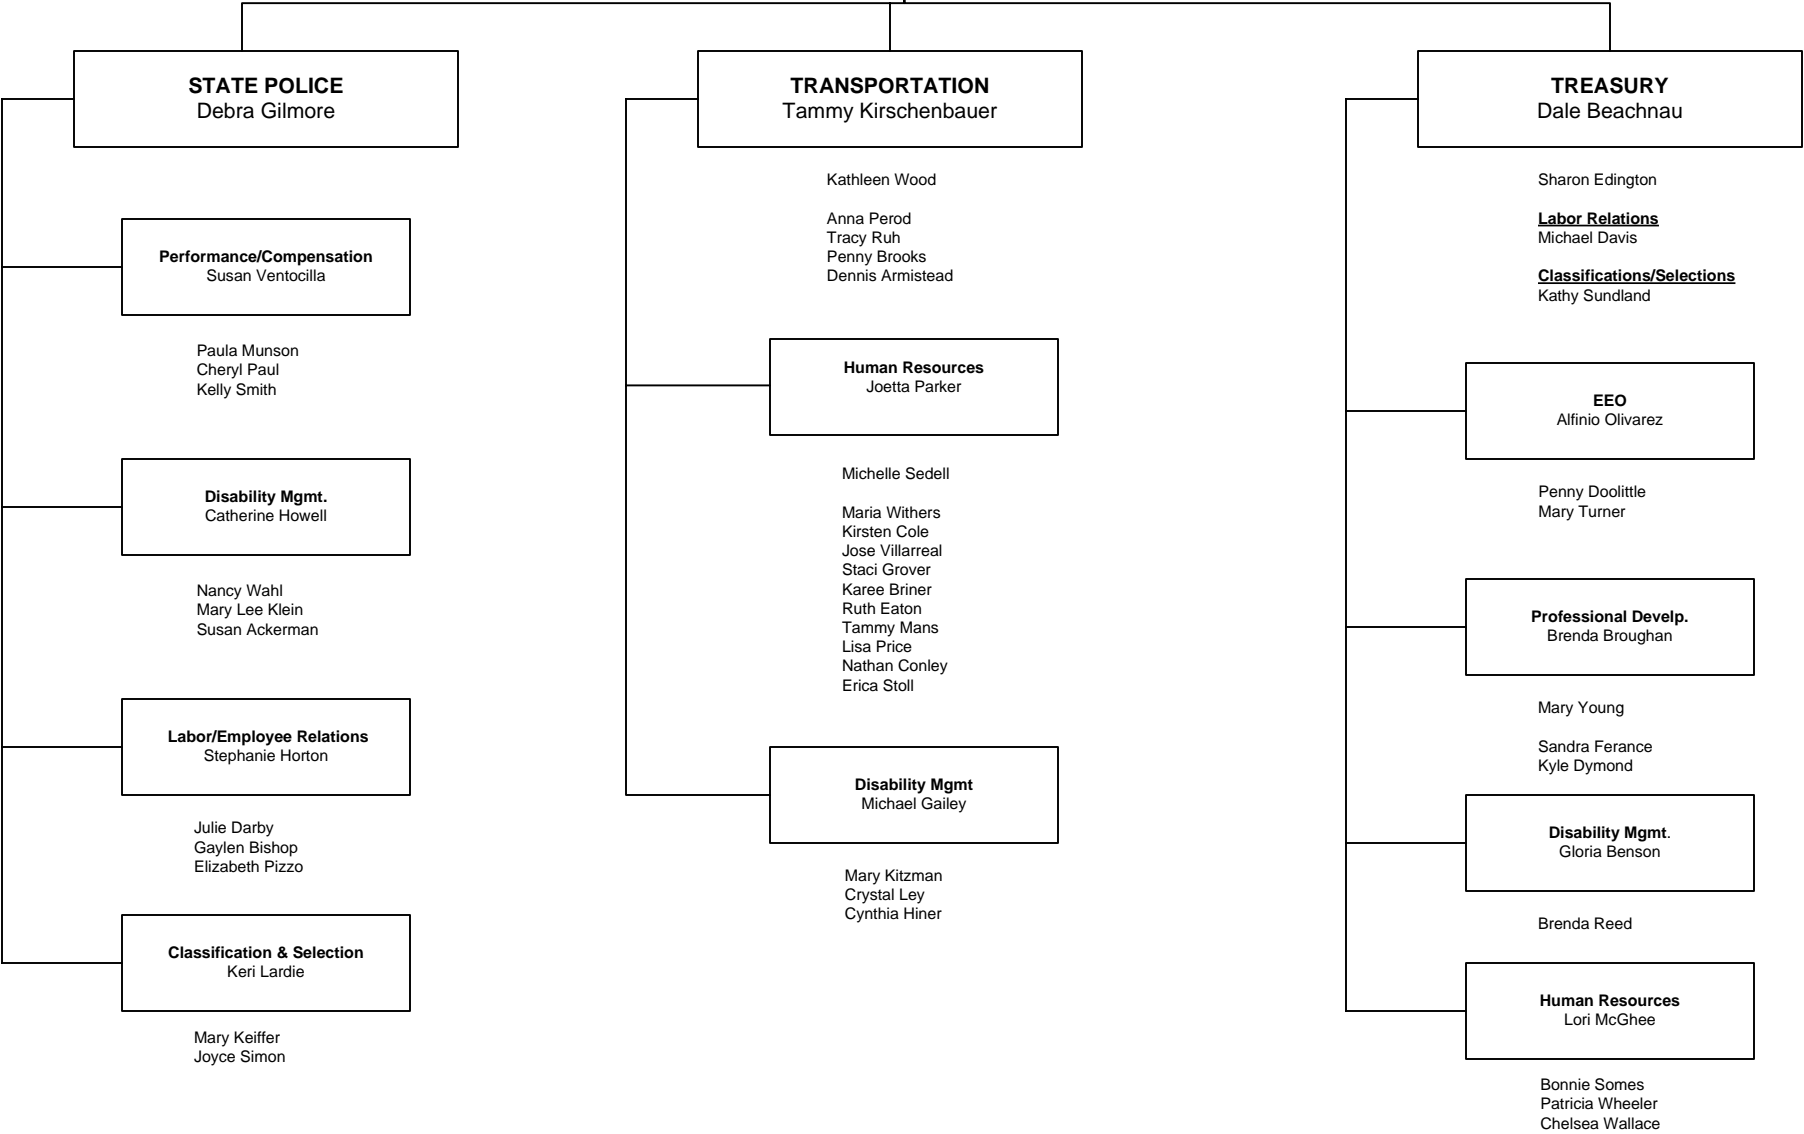 STATE POLICE
Debra Gilmore
Performance/Compensation
Susan Ventocilla
Paula Munson
Cheryl Paul
Kelly Smith
Disability Mgmt.
Catherine Howell
Nancy Wahl
Mary Lee Klein
Susan Ackerman
Labor/Employee Relations
Stephanie Horton
Julie Darby
Gaylen Bishop
Elizabeth Pizzo
Classification & Selection
Keri Lardie
Mary Keiffer
Joyce Simon
TRANSPORTATION
Tammy Kirschenbauer
Kathleen Wood
Anna Perod
Tracy Ruh
Penny Brooks
Dennis Armistead
Human Resources
Joetta Parker
Michelle Sedell
Maria Withers
Kirsten Cole
Jose Villarreal
Staci Grover
Karee Briner
Ruth Eaton
Tammy Mans
Lisa Price
Nathan Conley
Erica Stoll
Disability Mgmt
Michael Gailey
Mary Kitzman
Crystal Ley
Cynthia Hiner
TREASURY
Dale Beachnau
Sharon Edington
Labor Relations
Michael Davis
Classifications/Selections
Kathy Sundland
EEO
Alfinio Olivarez
Penny Doolittle
Mary Turner
Professional Develp.
Brenda Broughan
Mary Young
Sandra Ferance
Kyle Dymond
Disability Mgmt.
Gloria Benson
Brenda Reed
Human Resources
Lori McGhee
Bonnie Somes
Patricia Wheeler
Chelsea Wallace